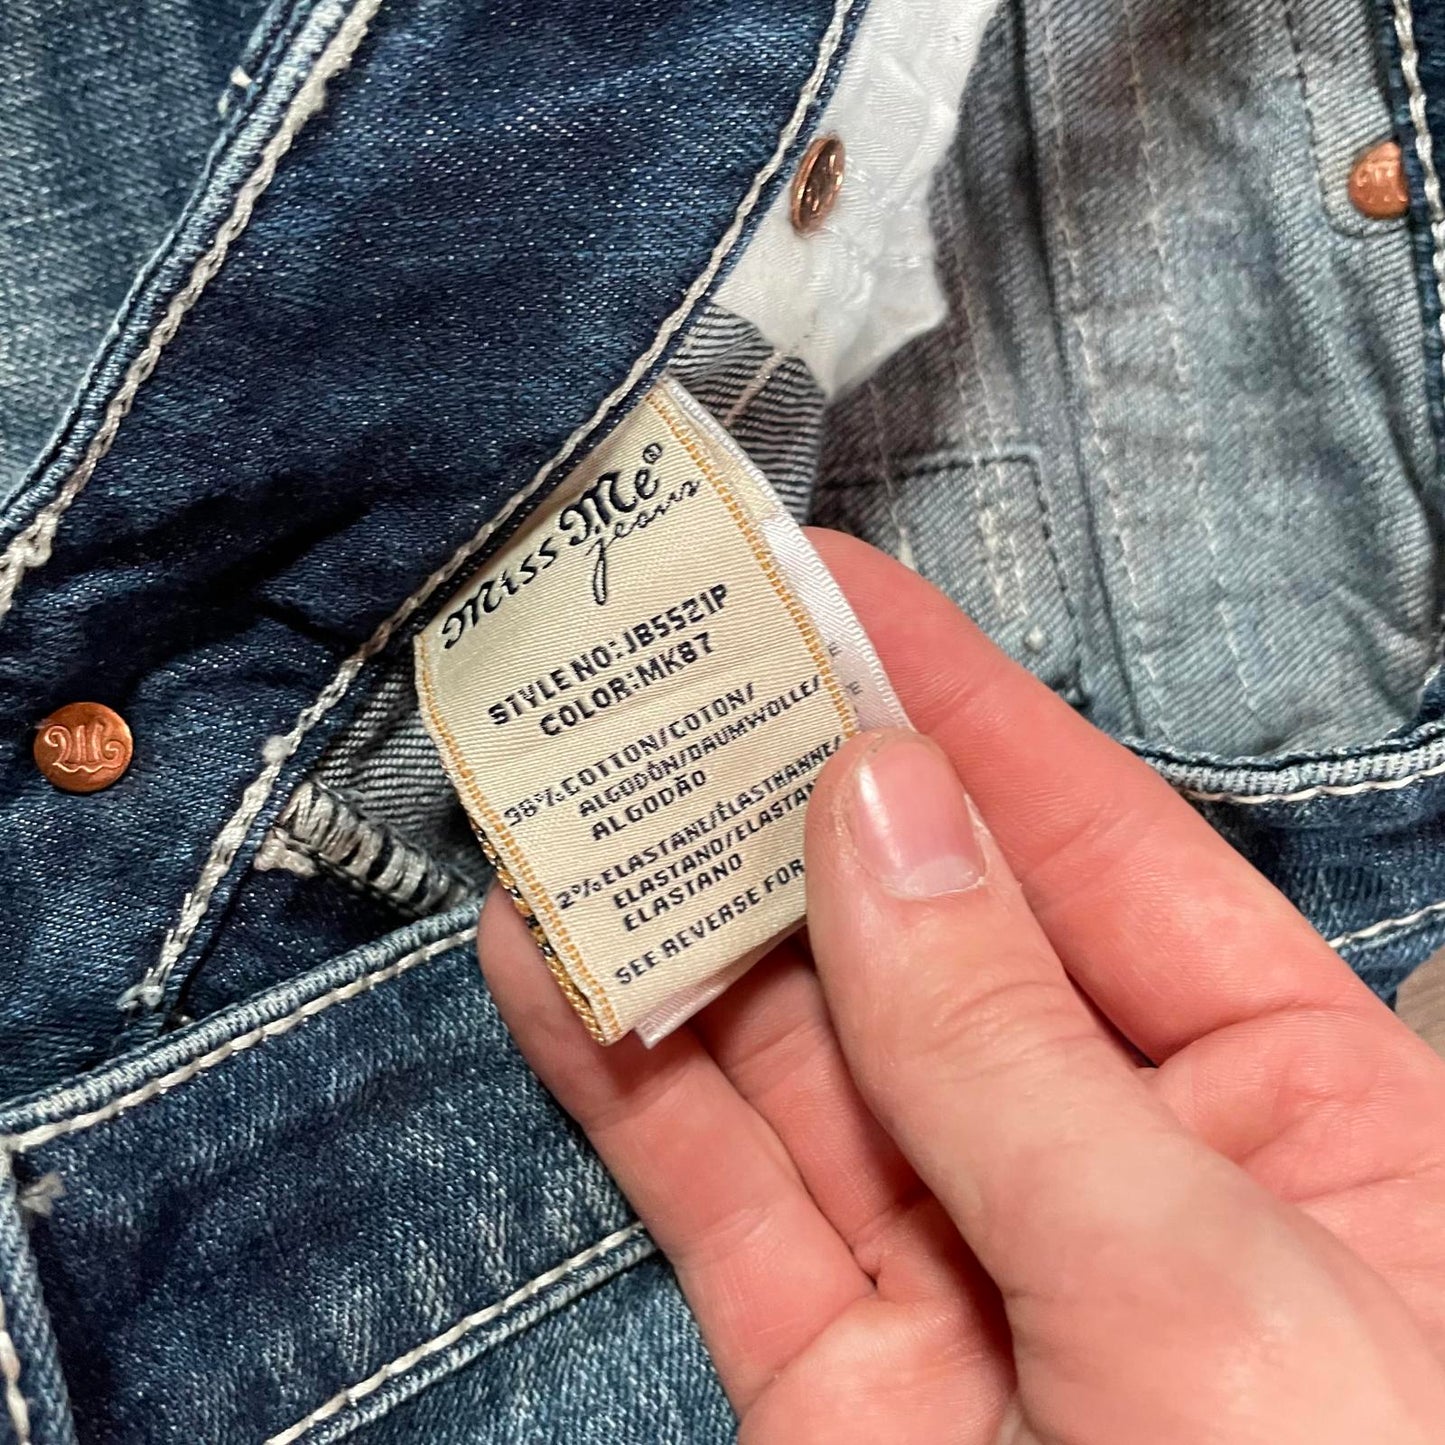 Miss Me®
jeans
STYLE NO:JB5521P
COLOR:MK87
98%COTTON/COTON/
ALGODÓN/BAUMWOLLE/
ALGODÃO
2%ELASTANE/ÉLASTHANNE/
ELASTANO/ELASTAN
ELASTANO
SEE REVERSE FOR
E
E
M
M